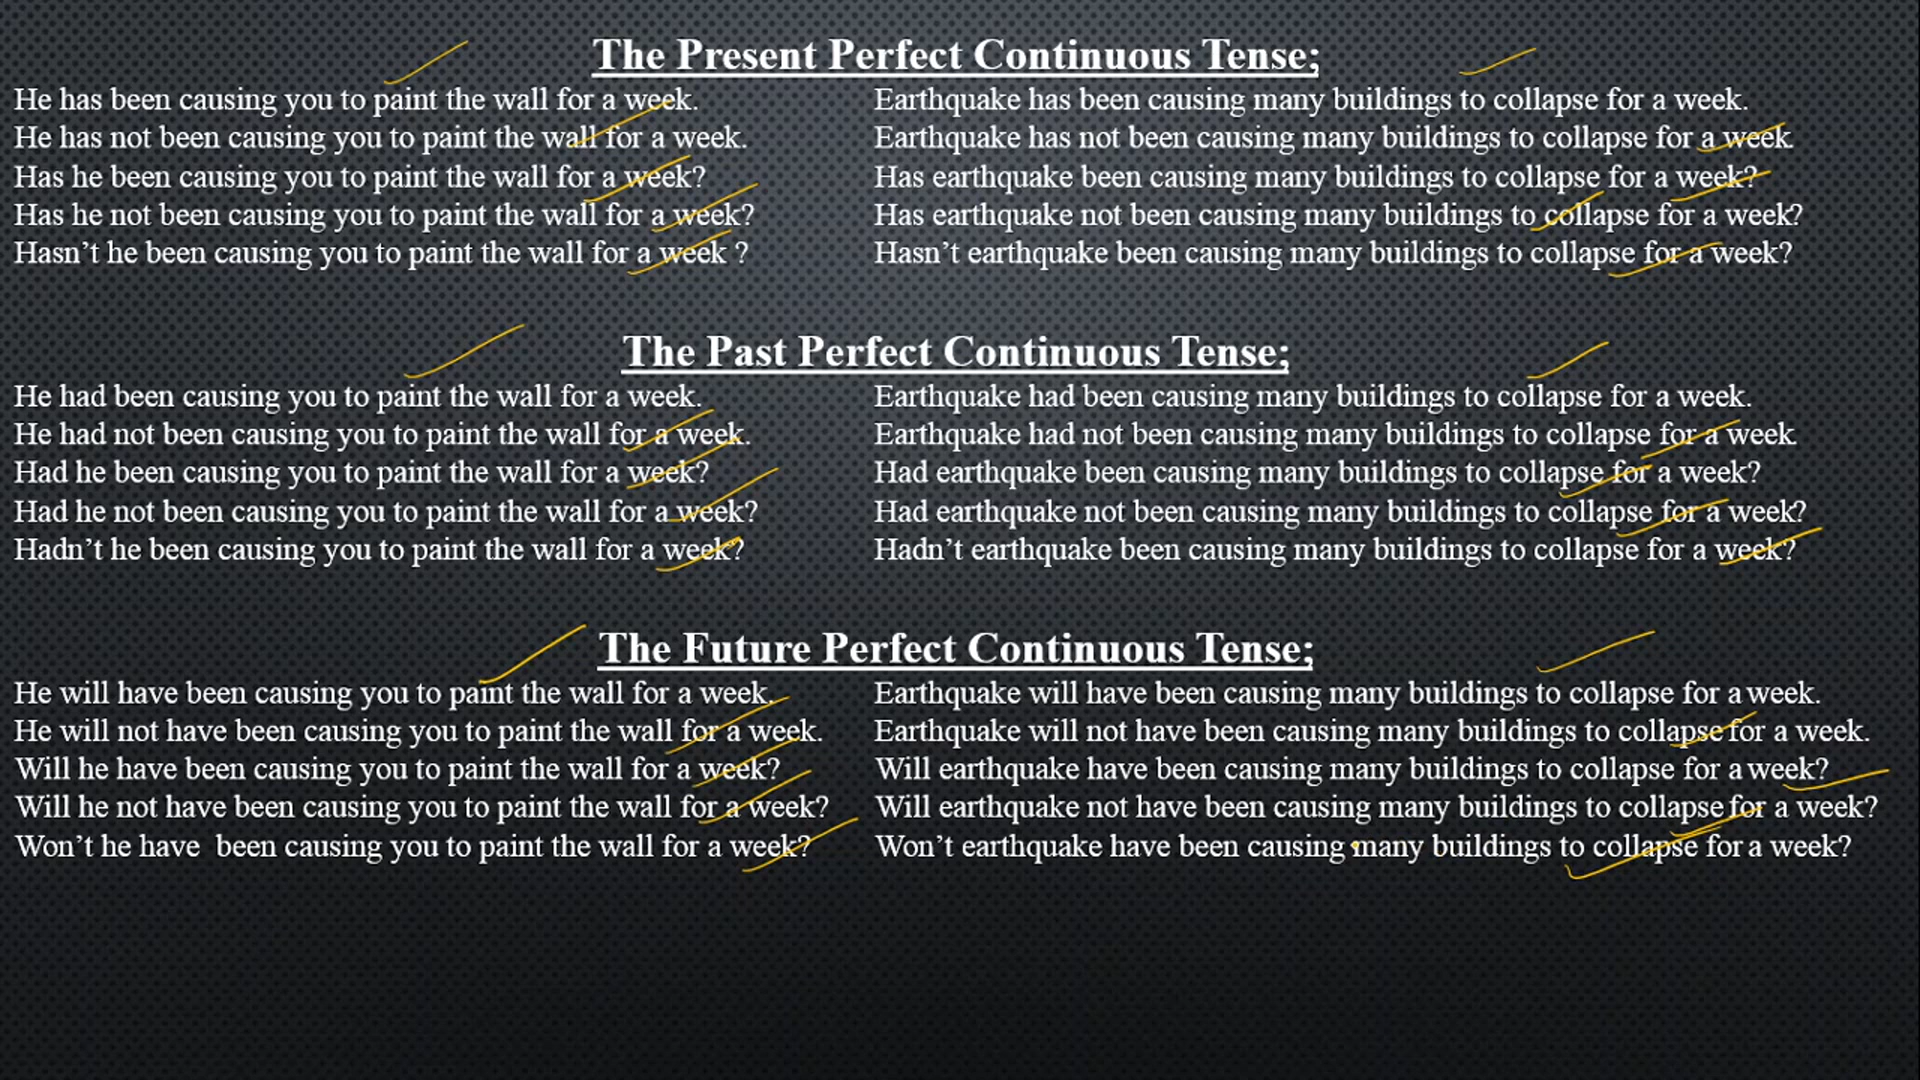 The Present Perfect Continuous Tense;
He has been causing you to paint the wall for a week.
He has not been causing you to paint the wall for a week.
Has he been causing you to paint the wall for a week?
Has he not been causing you to paint the wall for a week?
Hasn’t he been causing you to paint the wall for a week ?
Earthquake has been causing many buildings to collapse for a week.
Earthquake has not been causing many buildings to collapse for a week.
Has earthquake been causing many buildings to collapse for a week?
Has earthquake not been causing many buildings to collapse for a week?
Hasn’t earthquake been causing many buildings to collapse for a week?
The Past Perfect Continuous Tense;
He had been causing you to paint the wall for a week.
He had not been causing you to paint the wall for a week.
Had he been causing you to paint the wall for a week?
Had he not been causing you to paint the wall for a week?
Hadn’t he been causing you to paint the wall for a week?
Earthquake had been causing many buildings to collapse for a week.
Earthquake had not been causing many buildings to collapse for a week.
Had earthquake been causing many buildings to collapse for a week?
Had earthquake not been causing many buildings to collapse for a week?
Hadn’t earthquake been causing many buildings to collapse for a week?
The Future Perfect Continuous Tense;
He will have been causing you to paint the wall for a week.
He will not have been causing you to paint the wall for a week.
Will he have been causing you to paint the wall for a week?
Will he not have been causing you to paint the wall for a week?
Won’t he have  been causing you to paint the wall for a week?
Earthquake will have been causing many buildings to collapse for a week.
Earthquake will not have been causing many buildings to collapse for a week.
Will earthquake have been causing many buildings to collapse for a week?
Will earthquake not have been causing many buildings to collapse for a week?
Won’t earthquake have been causing many buildings to collapse for a week?